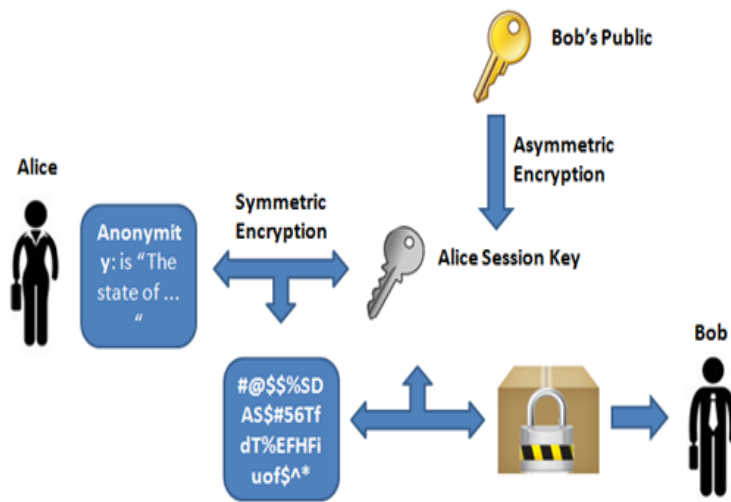 Bob's Public
Asymmetric
Encryption
Alice
Symmetric
Encryption
Anonymit
y: is “The
state of ...
“
Alice Session Key
Bob
#@$$%SD
AS$#56Tf
dT%EFHFi
uof$^*